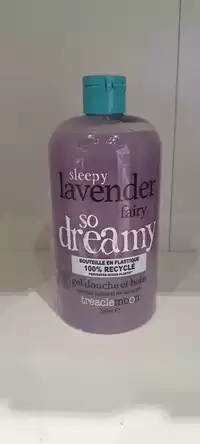 sleepy
lavender
fairy
so
dreamy
BOUTEILLE EN PLASTIQUE
100% RECYCLÉ
gel douche et bain
treaclemoon